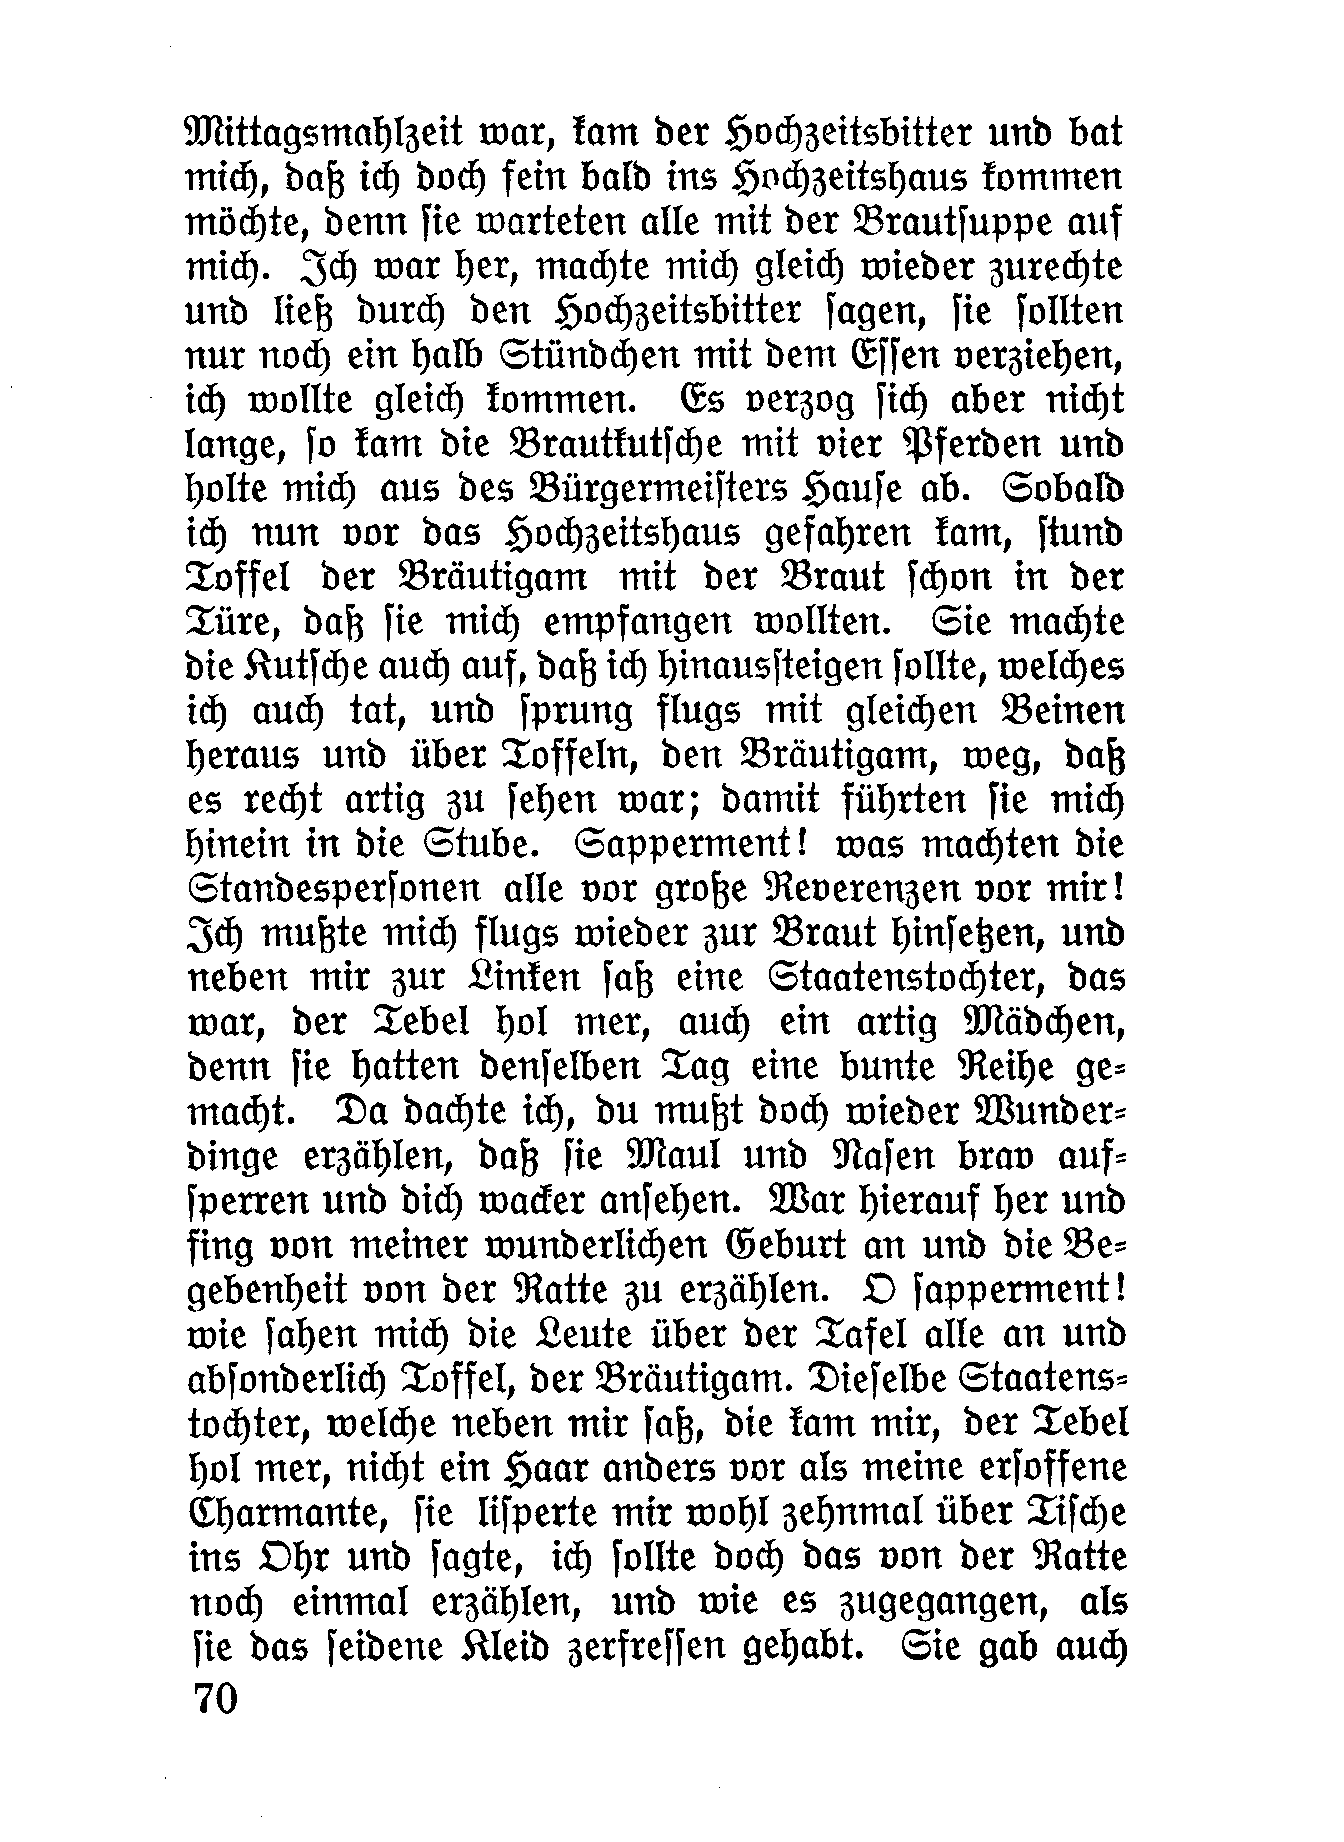 Mittagsmahlzeit war, kam der Hochzeitsbitter und bat
mich, daß ich doch fein bald ins Hochzeitshaus kommen
möchte, denn ſie warteten alle mit der Brautſuppe auf
mich. Ich war her, machte mich gleich wieder zurechte
und ließ durch den Hochzeitsbitter ſagen, ſie ſollten
nur noch ein halb Stündchen mit dem Eſſen verziehen,
ich wollte gleich kommen. Es verzog ſich aber nicht
lange, ſo kam die Brautkutſche mit vier Pferden und
holte mich aus des Bürgermeiſters Hauſe ab. Sobald
ich nun vor das Hochzeitshaus gefahren kam, ſtund
Toffel der Bräutigam mit der Braut ſchon in der
Türe, daß ſie mich empfangen wollten. Sie machte
die Kutſche auch auf, daß ich hinausſteigen ſollte, welches
ich auch tat, und ſprung flugs mit gleichen Beinen
heraus und über Toffeln, den Bräutigam, weg, daß
es recht artig zu ſehen war; damit führten ſie mich
hinein in die Stube. Sapperment! was machten die
Standesperſonen alle vor große Reverenzen vor mir!
Ich mußte mich flugs wieder zur Braut hinſetzen, und
neben mir zur Linken ſaß eine Staatenstochter, das
war, der Tebel hol mer, auch ein artig Mädchen,
denn ſie hatten denſelben Tag eine bunte Reihe ge-
macht. Da dachte ich, du mußt doch wieder Wunder-
dinge erzählen, daß ſie Maul und Naſen brav auf-
ſperren und dich wacker anſehen. War hierauf her und
fing von meiner wunderlichen Geburt an und die Be-
gebenheit von der Ratte zu erzählen. O ſapperment!
wie ſahen mich die Leute über der Tafel alle an und
abſonderlich Toffel, der Bräutigam. Dieſelbe Staatens-
tochter, welche neben mir ſaß, die kam mir, der Tebel
hol mer, nicht ein Haar anders vor als meine erſoffene
Charmante, ſie liſperte mir wohl zehnmal über Tiſche
ins Ohr und ſagte, ich ſollte doch das von der Ratte
noch einmal erzählen, und wie es zugegangen, als
ſie das ſeidene Kleid zerfreſſen gehabt. Sie gab auch
70